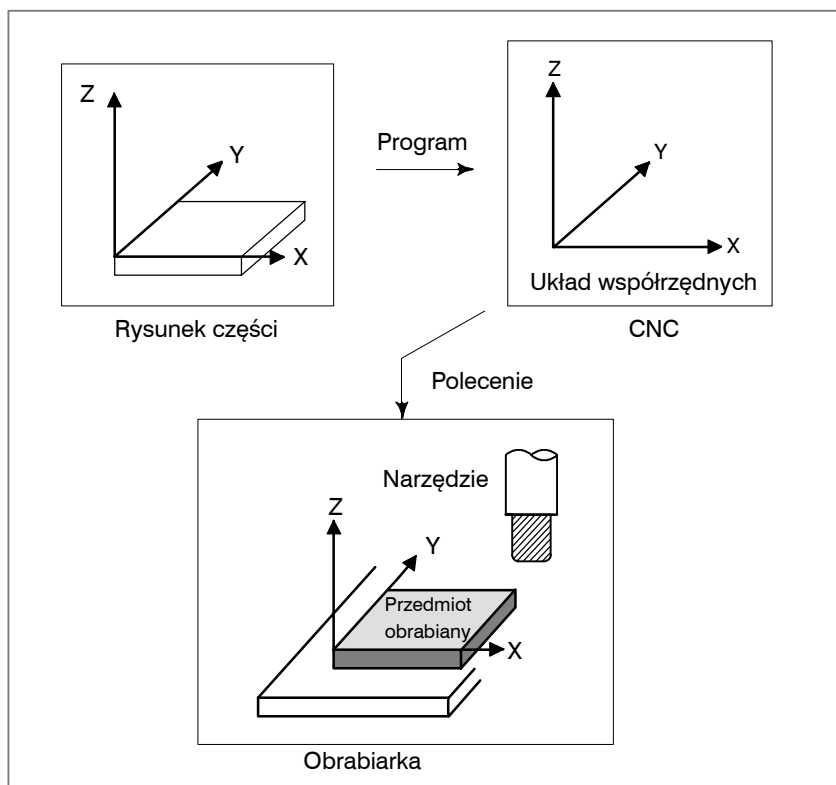 Z
Y
X
Rysunek części
Program
Z
Y
X
Układ współrzędnych
CNC
Polecenie
Narzędzie
Z
Y
Przedmiot
obrabiany
X
Obrabiarka